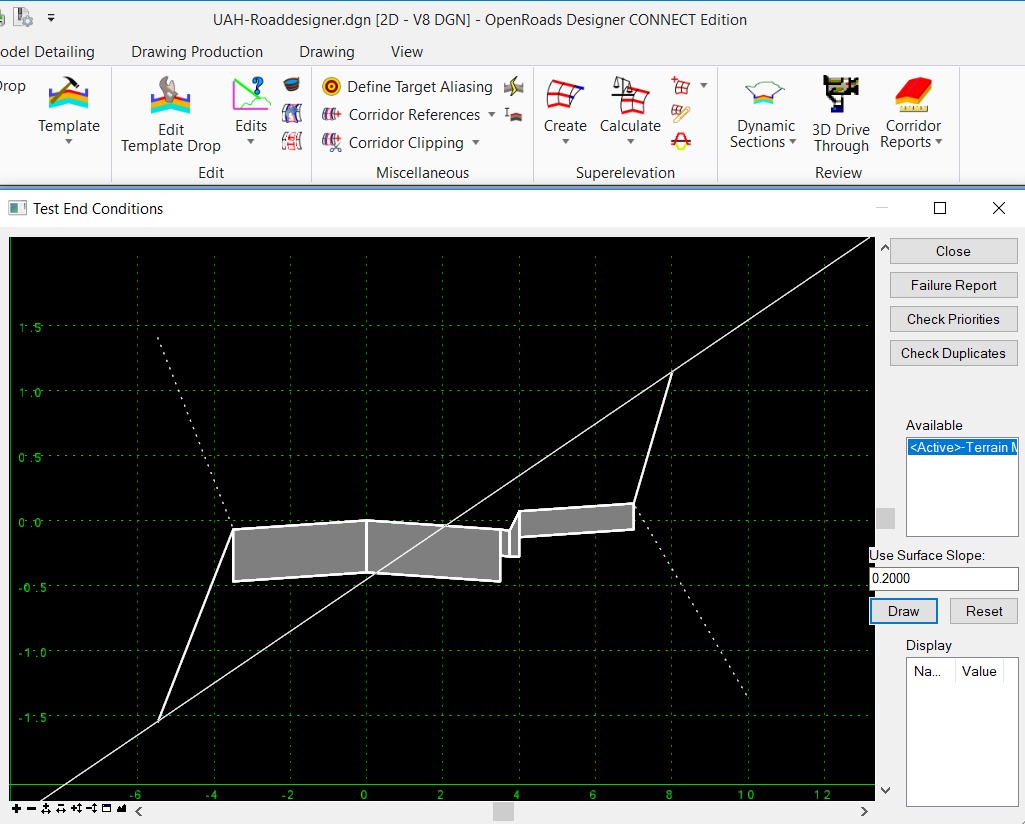 UAH-Roaddesigner.dgn [2D - V8 DGN] - OpenRoads Designer CONNECT Edition
odel Detailing Drawing Production Drawing View
Drop
Template
Edit
Template Drop
Edits
Edit
Define Target Aliasing
Corridor References
Corridor Clipping
Miscellaneous
Create
Calculate
Superelevation
Dynamic
Sections
3D Drive
Through
Corridor
Reports
Review
Test End Conditions
Close
Failure Report
Check Priorities
Check Duplicates
Available
<Active>-Terrain M
Use Surface Slope:
0.2000
Draw Reset
Display
Na... Value
1.5
1.0
0.5
0.0
-0.5
-1.0
-1.5
-6 -4 -2 0 2 4 6 8 10 12